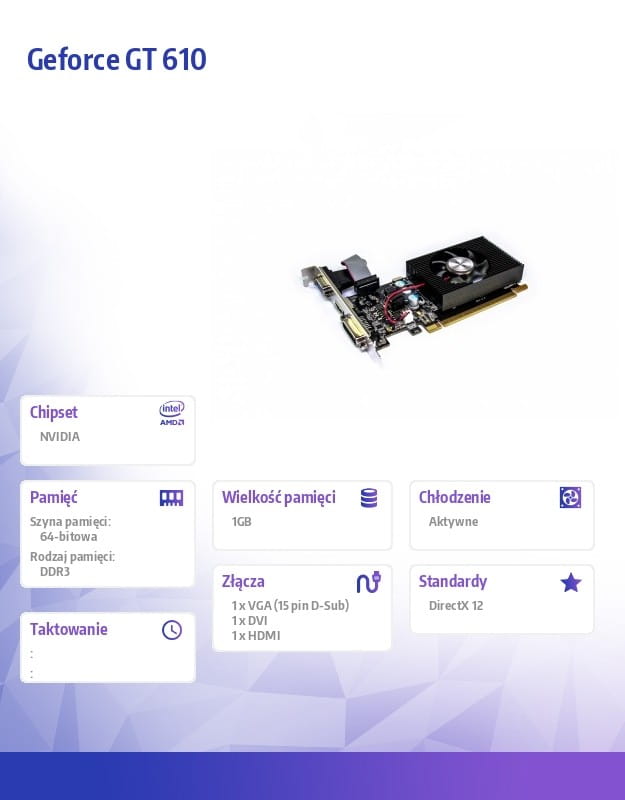 Geforce GT 610
Chipset
intel
AMD
NVIDIA
Pamięć
Szyna pamięci:
64-bitowa
Rodzaj pamięci:
DDR3
Wielkość pamięci
1GB
Chłodzenie
Aktywne
Złącza
1 x VGA (15 pin D-Sub)
1 x DVI
1 x HDMI
Standardy
DirectX 12
Taktowanie
:
: